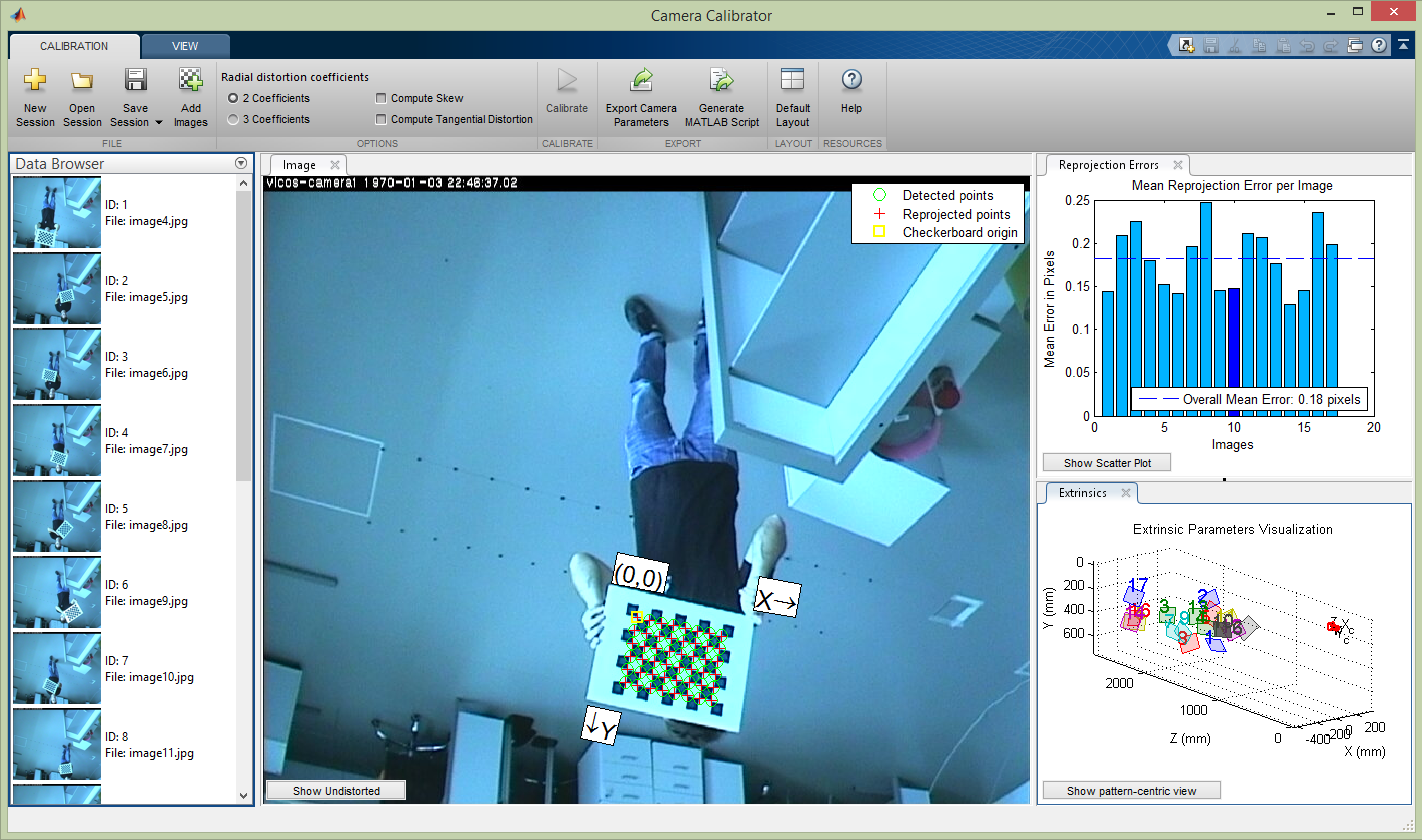 Camera Calibrator
CALIBRATION
VIEW
New
Session
Open
Session
Save
Session
Add
Images
FILE
Radial distortion coefficients
2 Coefficients
3 Coefficients
Compute Skew
Compute Tangential Distortion
OPTIONS
Calibrate
CALIBRATE
Export Camera
Parameters
Generate
MATLAB Script
EXPORT
Default
Layout
LAYOUT
Help
RESOURCES
Data Browser
ID: 1
File: image4.jpg
ID: 2
File: image5.jpg
ID: 3
File: image6.jpg
ID: 4
File: image7.jpg
ID: 5
File: image8.jpg
ID: 6
File: image9.jpg
ID: 7
File: image10.jpg
ID: 8
File: image11.jpg
Image
vicos-camera1 1970-01-03 22:46:37.02
Detected points
Reprojected points
Checkerboard origin
(0,0)
X→
↓Y
Show Undistorted
Reprojection Errors
Mean Reprojection Error per Image
0.25
0.2
0.15
0.1
0.05
0
Mean Error in Pixels
Overall Mean Error: 0.18 pixels
0 5 10 15 20
Images
Show Scatter Plot
Extrinsics
Extrinsic Parameters Visualization
0
200
400
600
Y (mm)
17
16
3
2
2000
1000
0
Z (mm)
-400
-200
0
200
X (mm)
Show pattern-centric view